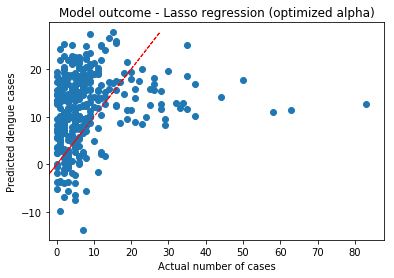 Model outcome - Lasso regression (optimized alpha)
Predicted dengue cases
20
10
0
−10
0 10 20 30 40 50 60 70 80
Actual number of cases